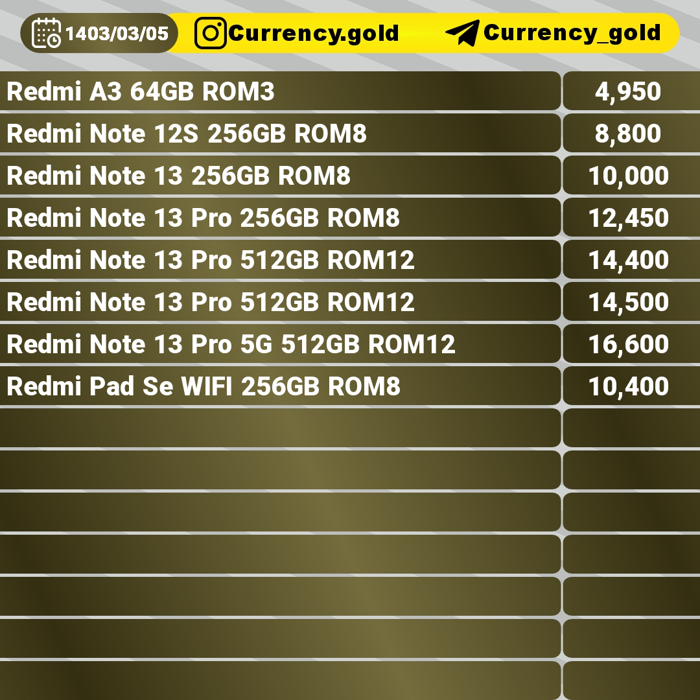 1403/03/05 Currency.gold Currency_gold
Redmi A3 64GB ROM3 4,950
Redmi Note 12S 256GB ROM8 8,800
Redmi Note 13 256GB ROM8 10,000
Redmi Note 13 Pro 256GB ROM8 12,450
Redmi Note 13 Pro 512GB ROM12 14,400
Redmi Note 13 Pro 512GB ROM12 14,500
Redmi Note 13 Pro 5G 512GB ROM12 16,600
Redmi Pad Se WIFI 256GB ROM8 10,400